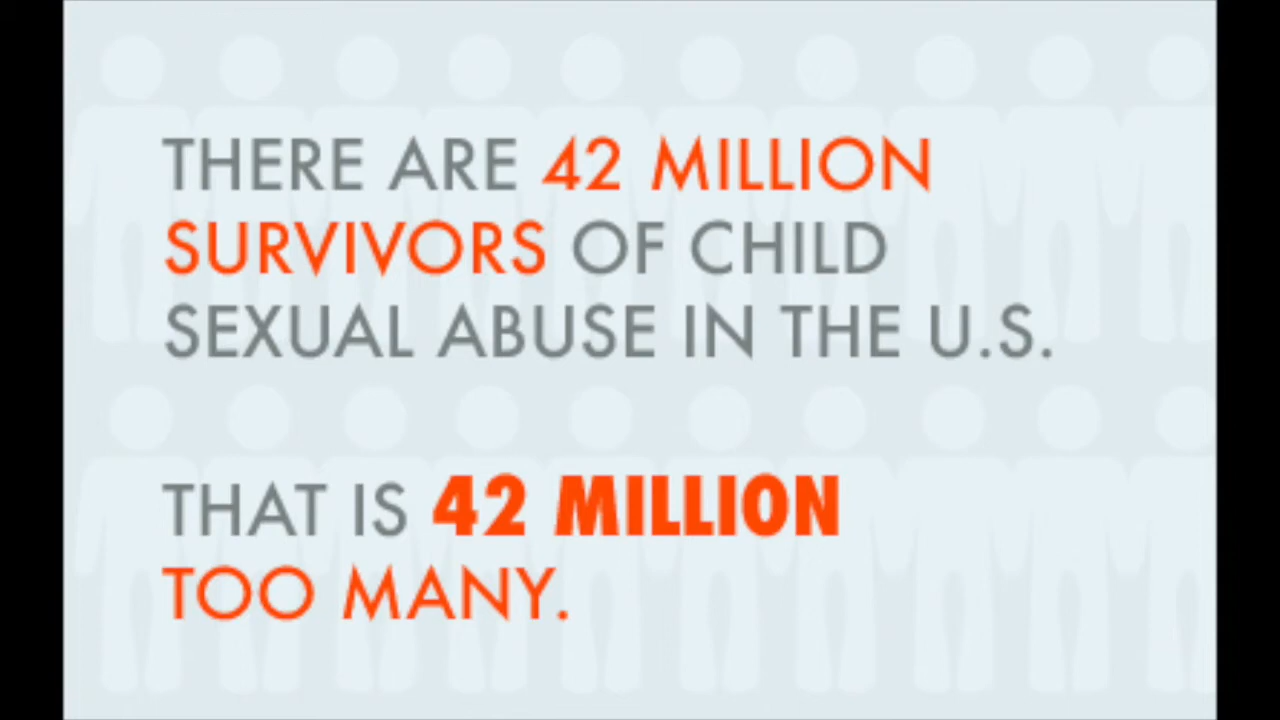 THERE ARE 42 MILLION
SURVIVORS OF CHILD
SEXUAL ABUSE IN THE U.S.
THAT IS 42 MILLION
TOO MANY.